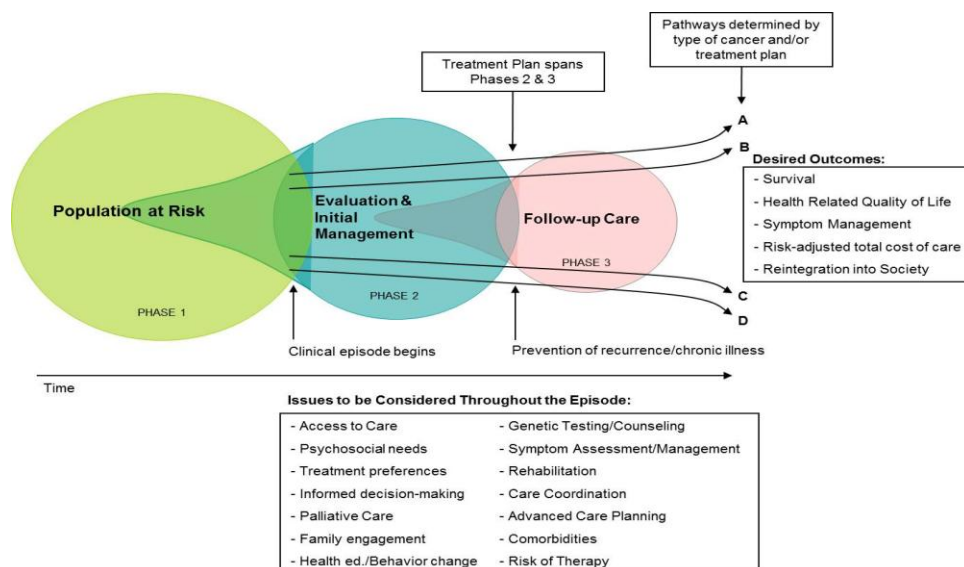 Pathways determined by
type of cancer and/or
treatment plan
Treatment Plan spans
Phases 2 & 3
A
B
Desired Outcomes:
- Survival
- Health Related Quality of Life
- Symptom Management
- Risk-adjusted total cost of care
- Reintegration into Society
Population at Risk
Evaluation &
Initial
Management
Follow-up Care
PHASE 1
PHASE 2
PHASE 3
C
D
Clinical episode begins
Prevention of recurrence/chronic illness
Time
Issues to be Considered Throughout the Episode:
- Access to Care
- Psychosocial needs
- Treatment preferences
- Informed decision-making
- Palliative Care
- Family engagement
- Health ed./Behavior change
- Genetic Testing/Counseling
- Symptom Assessment/Management
- Rehabilitation
- Care Coordination
- Advanced Care Planning
- Comorbidities
- Risk of Therapy